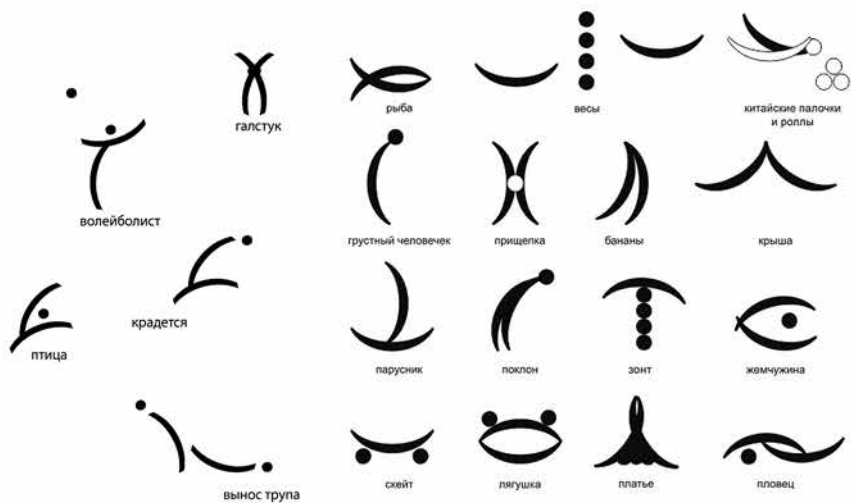 галстук
волейболист
крадется
птица
вынос трупа
рыба
весы
китайские палочки
и роллы
грустный человечек
прищепка
бананы
крыша
парусник
поклон
зонт
жемчужина
скейт
лягушка
платье
пловец